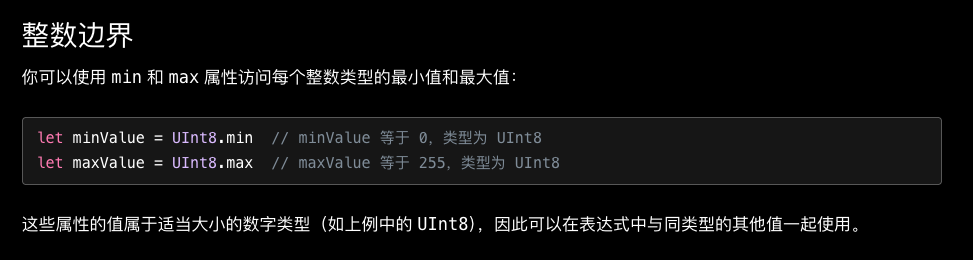 整数边界
你可以使用 min 和 max 属性访问每个整数类型的最小值和最大值：
let minValue = UInt8.min  // minValue 等于 0，类型为 UInt8
let maxValue = UInt8.max  // maxValue 等于 255，类型为 UInt8
这些属性的值属于适当大小的数字类型（如上例中的 UInt8），因此可以在表达式中与同类型的其他值一起使用。